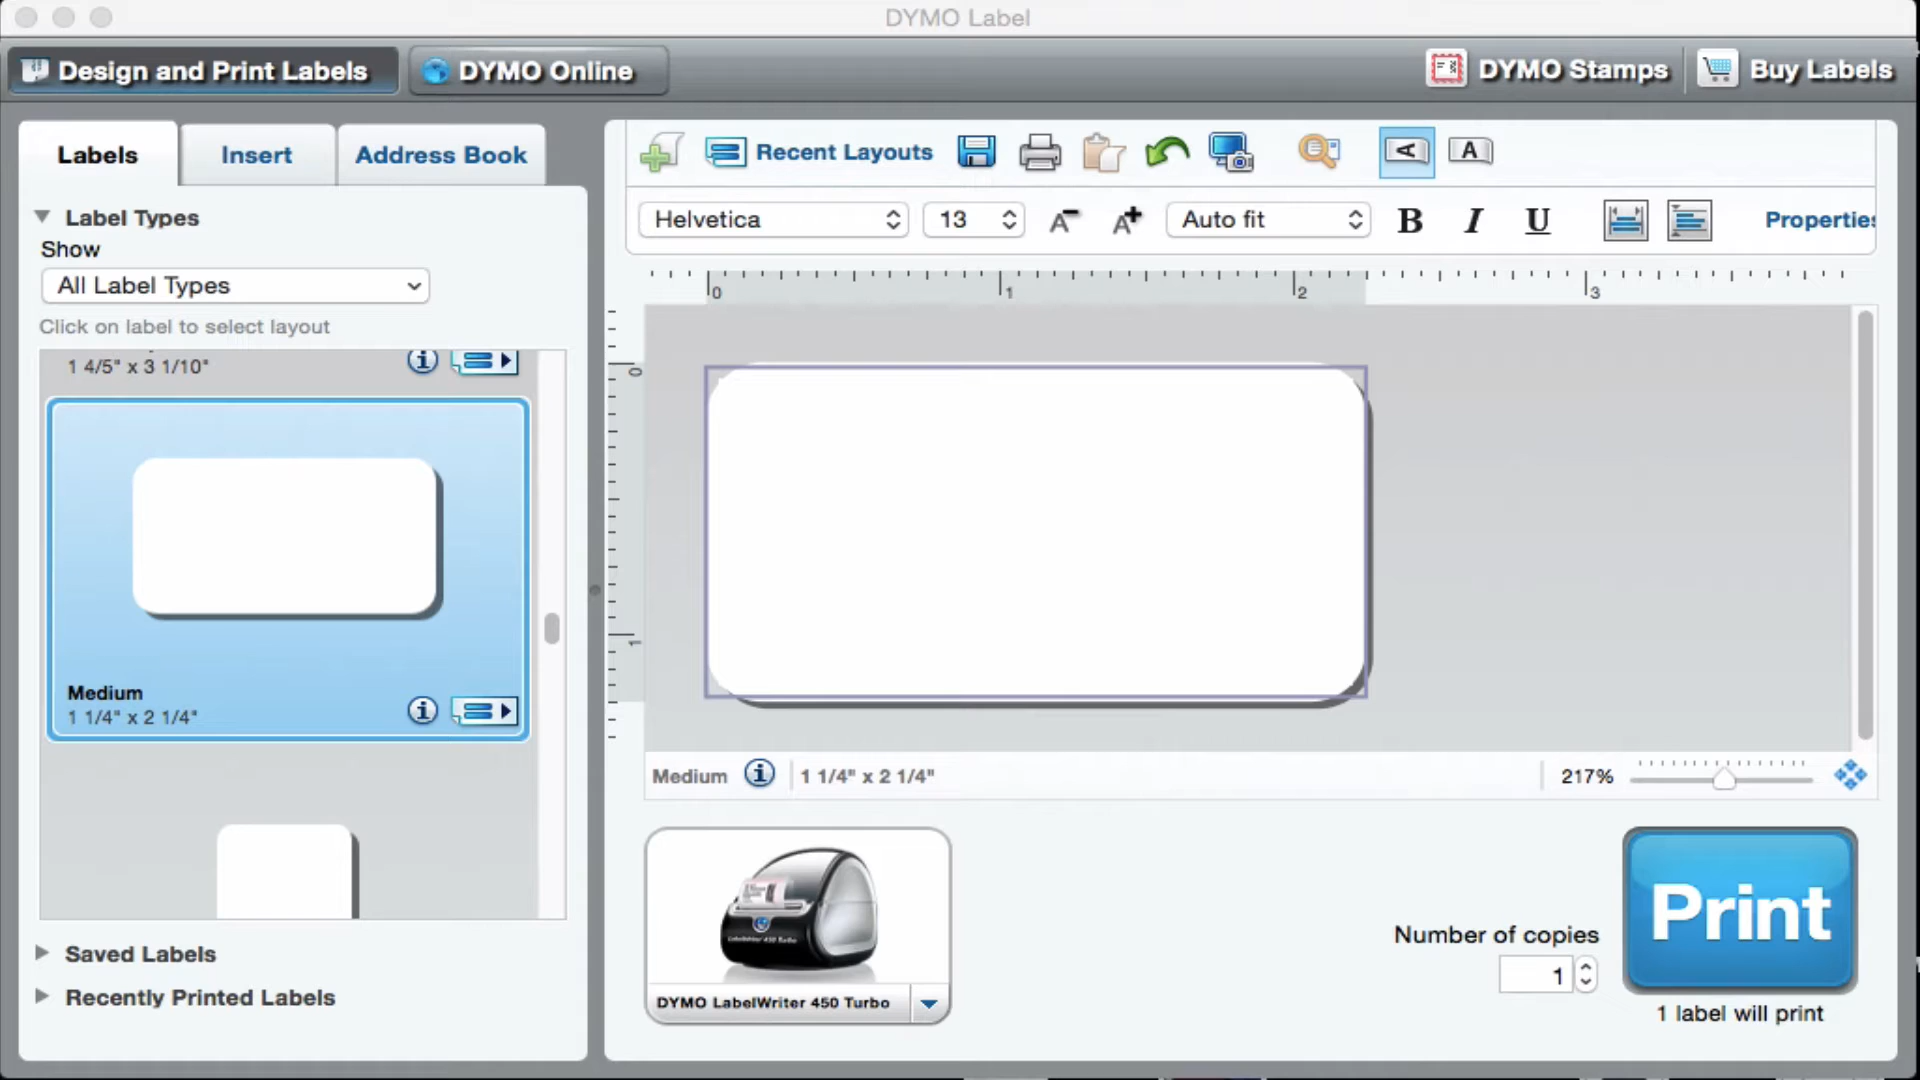 DYMO Label
Design and Print Labels
DYMO Online
DYMO Stamps
Buy Labels
Labels
Insert
Address Book
Label Types
Show
All Label Types
Click on label to select layout
1 4/5" x 3 1/10"
Medium
1 1/4" x 2 1/4"
Saved Labels
Recently Printed Labels
Recent Layouts
A
A
Helvetica
13
A
A
Auto fit
B
I
U
Properties
0
1
2
3
0
1
Medium
1 1/4" x 2 1/4"
217%
DYMO LabelWriter 450 Turbo
Number of copies
1
Print
1 label will print